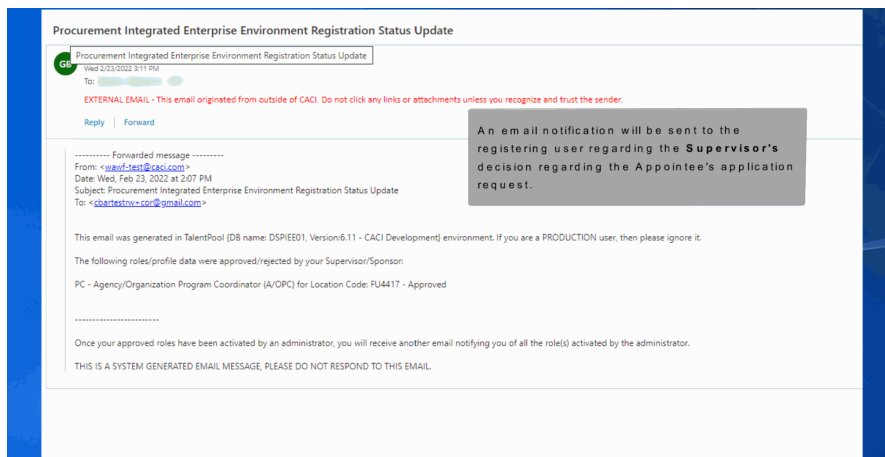 Procurement Integrated Enterprise Environment Registration Status Update
Procurement Integrated Enterprise Environment Registration Status Update
GB
Wed 2/23/2022 3:11 PM
To:
EXTERNAL EMAIL - This email originated from outside of CACI. Do not click any links or attachments unless you recognize and trust the sender.
Reply | Forward
An email notification will be sent to the
registering user regarding the Supervisor's
decision regarding the Appointee's application
request.
---------- Forwarded message ---------
From: <wawf-test@caci.com>
Date: Wed, Feb 23, 2022 at 2:07 PM
Subject: Procurement Integrated Enterprise Environment Registration Status Update
To: <cbartestrw+cor@gmail.com>
This email was generated in TalentPool {DB name: DSPIEE01, Version:6.11 - CACI Development} environment. If you are a PRODUCTION user, then please ignore it.
The following roles/profile data were approved/rejected by your Supervisor/Sponsor:
PC - Agency/Organization Program Coordinator (A/OPC) for Location Code: FU4417 - Approved
------------------------
Once your approved roles have been activated by an administrator, you will receive another email notifying you of all the role(s) activated by the administrator.
THIS IS A SYSTEM GENERATED EMAIL MESSAGE, PLEASE DO NOT RESPOND TO THIS EMAIL.